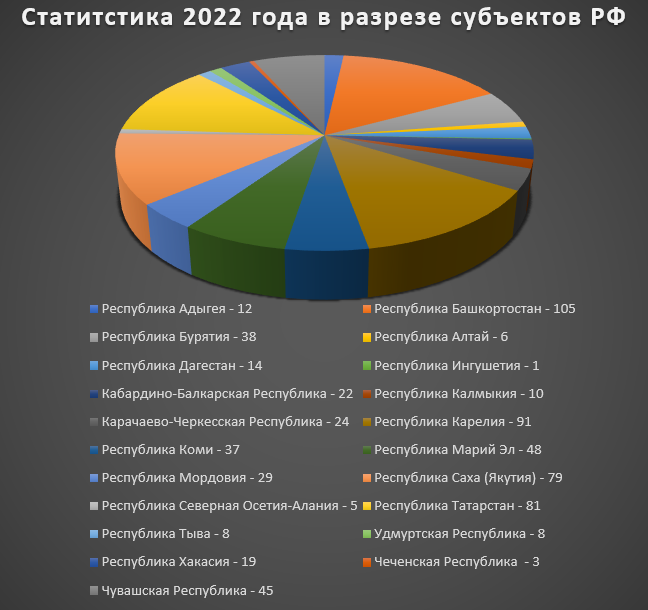 Статитстика 2022 года в разрезе субъектов РФ
Республика Адыгея - 12
Республика Башкортостан - 105
Республика Бурятия - 38
Республика Алтай - 6
Республика Дагестан - 14
Республика Ингушетия - 1
Кабардино-Балкарская Республика - 22
Республика Калмыкия - 10
Карачаево-Черкесская Республика - 24
Республика Карелия - 91
Республика Коми - 37
Республика Марий Эл - 48
Республика Мордовия - 29
Республика Саха (Якутия) - 79
Республика Северная Осетия-Алания - 5
Республика Татарстан - 81
Республика Тыва - 8
Удмуртская Республика - 8
Республика Хакасия - 19
Чеченская Республика  - 3
Чувашская Республика - 45